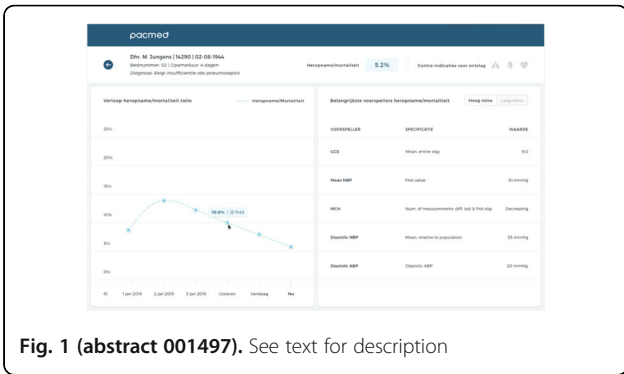 pacmed
Dhr. M. Jungens | 14290 | 02-08-1944
Bednummer: 02 | Opnameduur: 4 dagen
Diagnose: Resp. insufficientie obv pneumosepsis
Heropname/mortaliteit 5.2% Contra-indicaties voor ontslag
Verloop heropname/mortaliteit ratio
Heropname/Mortaliteit
25%
20%
15%
10%
5%
0%
10.0%
1 jan 2019 2 jan 2019 3 jan 2019 Gisteren Vandaag Nu
Belangrijkste voorspellers heropname/mortaliteit Hoog risico Laag risico
VOORSPELLER SPECIFICATIE WAARDE
GCS Mean, entire stay 9.0
Mean NBP First value 61 mmHg
MCH Num. of measurements, diff. last & first day Decreasing
Diastolic NBP Mean, relative to population 55 mmHg
Diastolic ABP Diastolic ABP
Fig. 1 (abstract 001497). See text for description